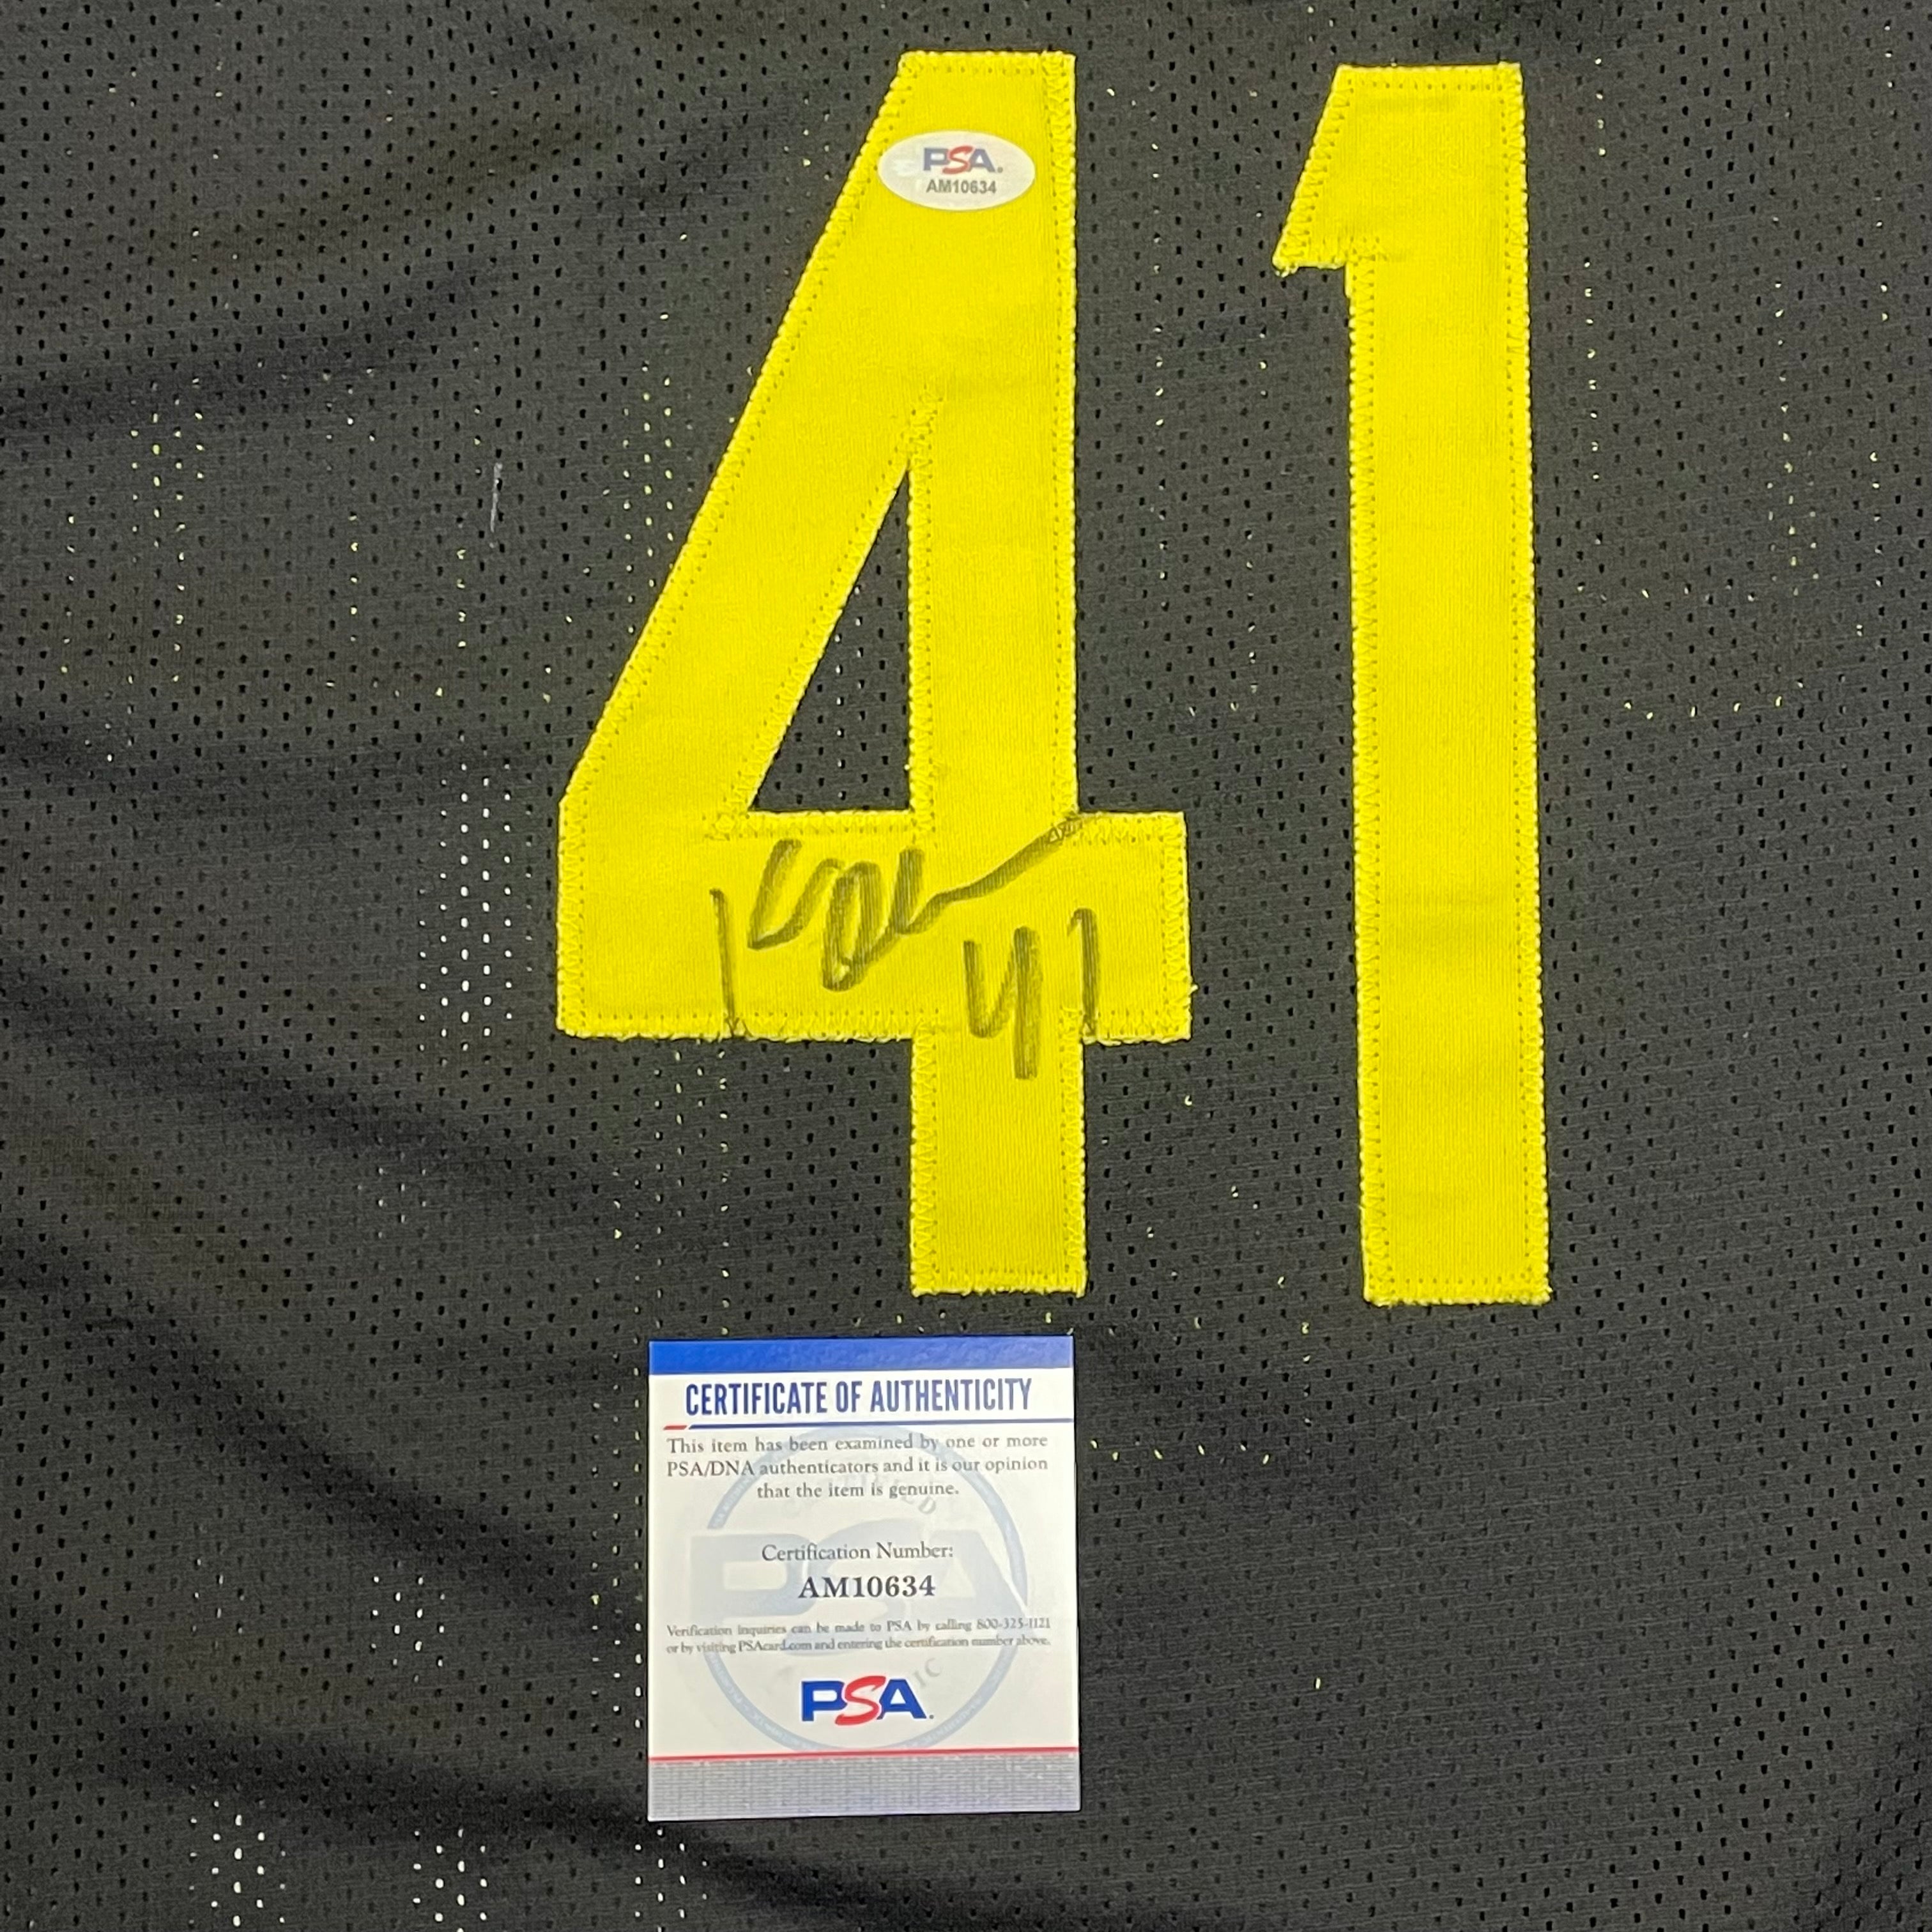 41
PSA.
AM10634
41
CERTIFICATE OF AUTHENTICITY
This item has been examined by one or more
PSA/DNA authenticators and it is our opinion
that the item is genuine.
Certification Number:
AM10634
Verification inquiries can be made to PSA by calling 800-325-1121
or by visiting PSAcard.com and entering the certification number above.
PSA.